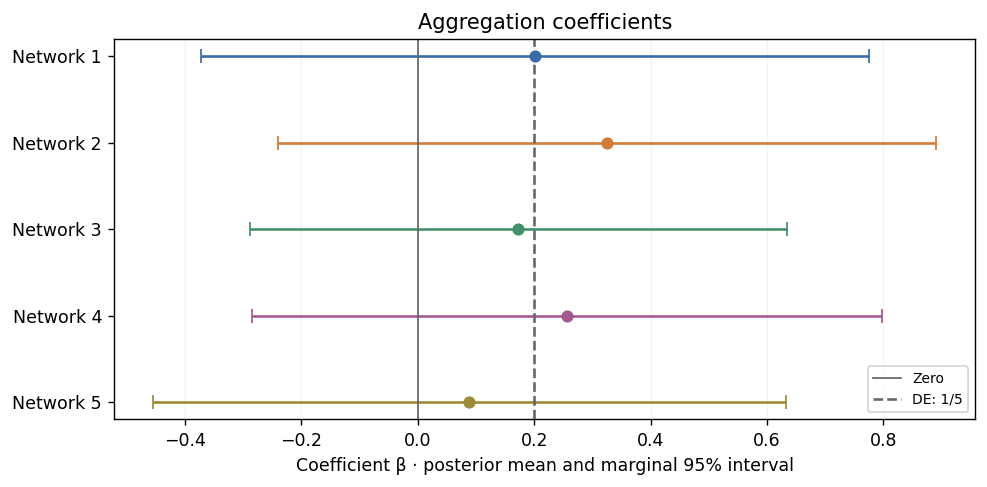 Aggregation coefficients
Network 1
Network 2
Network 3
Network 4
Network 5
Zero
DE: 1/5
−0.4 −0.2 0.0 0.2 0.4 0.6 0.8
Coefficient β · posterior mean and marginal 95% interval